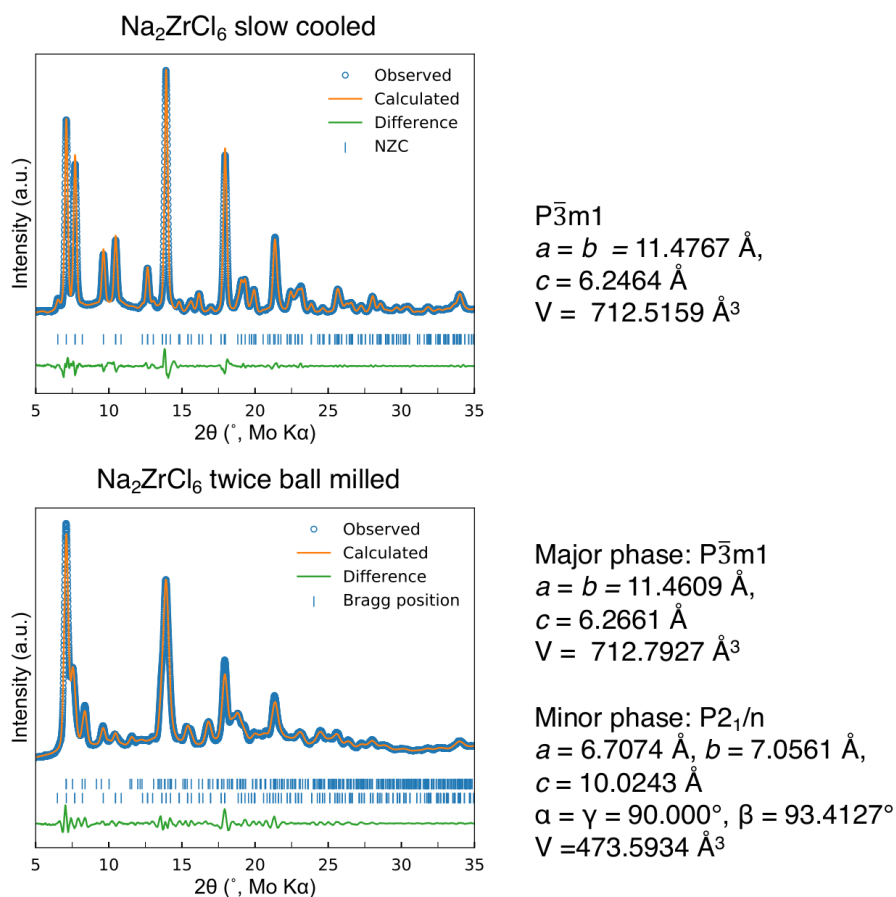 Na₂ZrCl₆ slow cooled
Intensity (a.u.)
Observed
Calculated
Difference
NZC
5 10 15 20 25 30 35
2θ (˚, Mo Kα)
P3̅m1
a = b = 11.4767 Å,
c = 6.2464 Å
V = 712.5159 Å³
Na₂ZrCl₆ twice ball milled
Intensity (a.u.)
Observed
Calculated
Difference
Bragg position
5 10 15 20 25 30 35
2θ (˚, Mo Kα)
Major phase: P3̅m1
a = b = 11.4609 Å,
c = 6.2661 Å
V = 712.7927 Å³
Minor phase: P2₁/n
a = 6.7074 Å, b = 7.0561 Å,
c = 10.0243 Å
α = γ = 90.000°, β = 93.4127°
V =473.5934 Å³